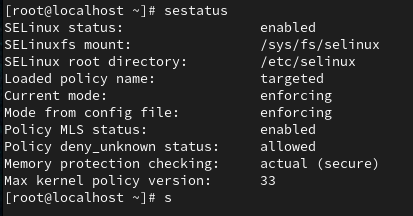 [root@localhost ~]# sestatus
SELinux status:                 enabled
SELinuxfs mount:                /sys/fs/selinux
SELinux root directory:         /etc/selinux
Loaded policy name:             targeted
Current mode:                   enforcing
Mode from config file:          enforcing
Policy MLS status:              enabled
Policy deny_unknown status:     allowed
Memory protection checking:     actual (secure)
Max kernel policy version:      33
[root@localhost ~]# s